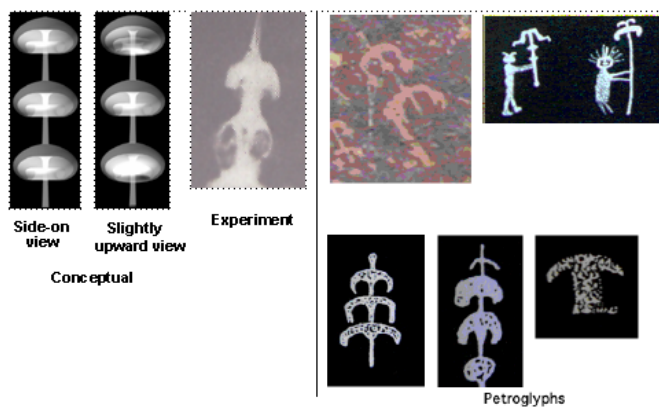 Side-on
view
Slightly
upward view
Experiment
Conceptual
Petroglyphs